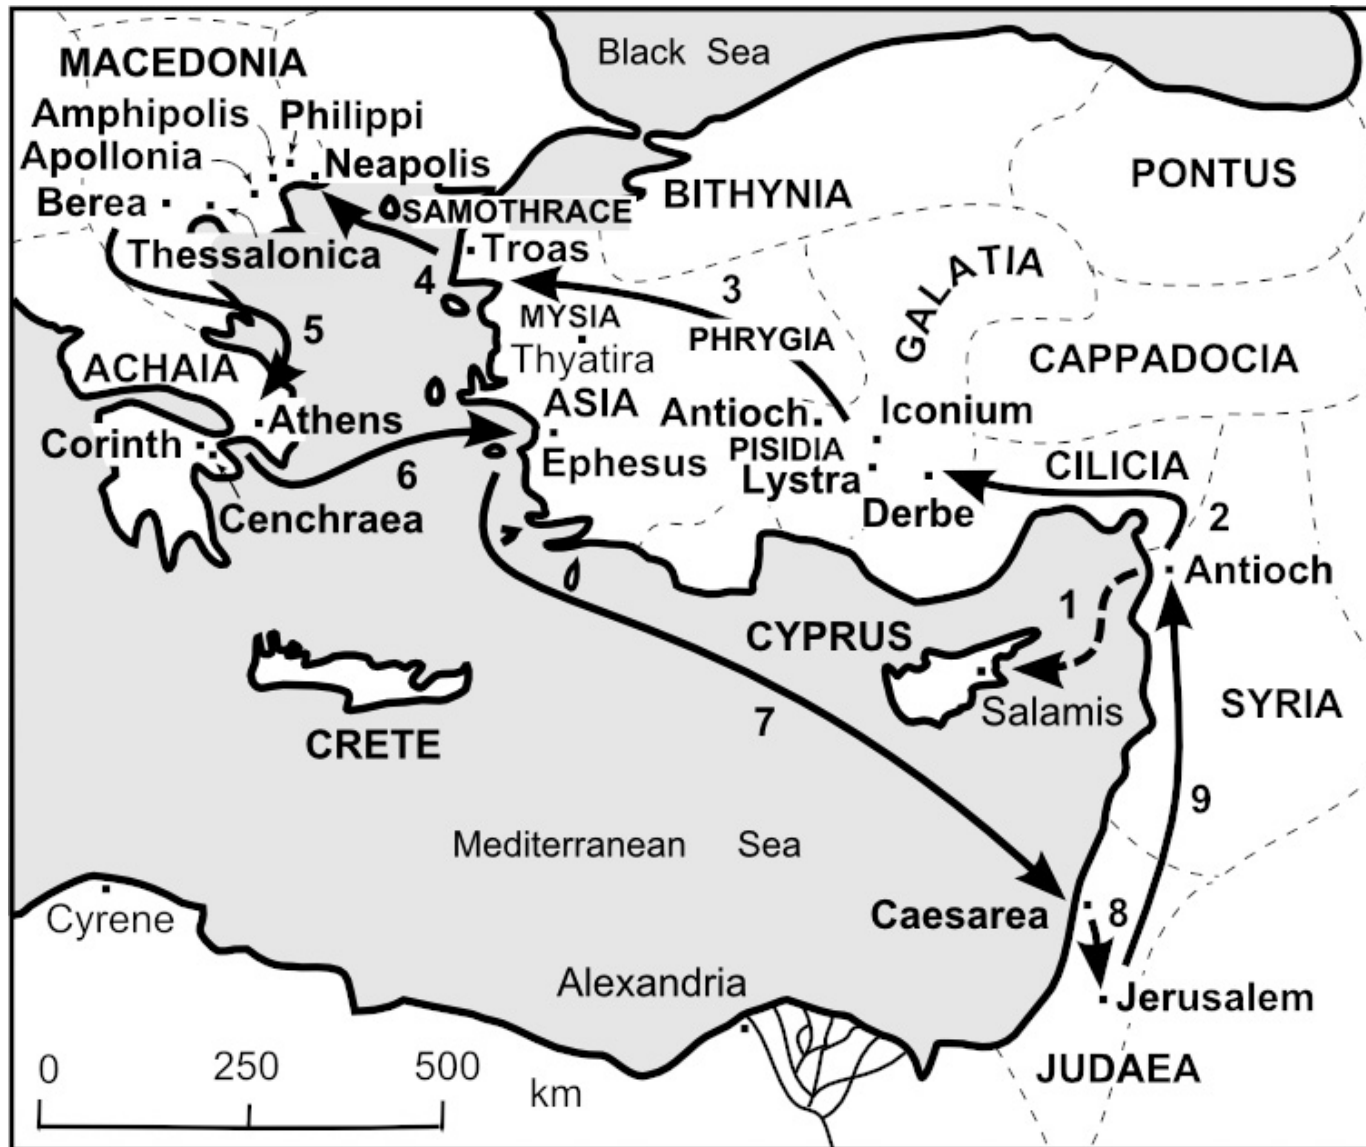 Black Sea
MACEDONIA
Amphipolis
Philippi
Apollonia
Neapolis
PONTUS
BITHYNIA
Berea
SAMOTHRACE
Thessalonica
Troas
GALATIA
4
3
MYSIA
5
PHRYGIA
Thyatira
CAPPADOCIA
ACHAIA
ASIA
Antioch
Iconium
Athens
Corinth
PISIDIA
Ephesus
CILICIA
6
Lystra
Cenchraea
Derbe
2
Antioch
1
CYPRUS
SYRIA
Salamis
7
CRETE
9
Mediterranean Sea
Caesarea
8
Cyrene
Alexandria
Jerusalem
JUDAEA
0 250 500
km